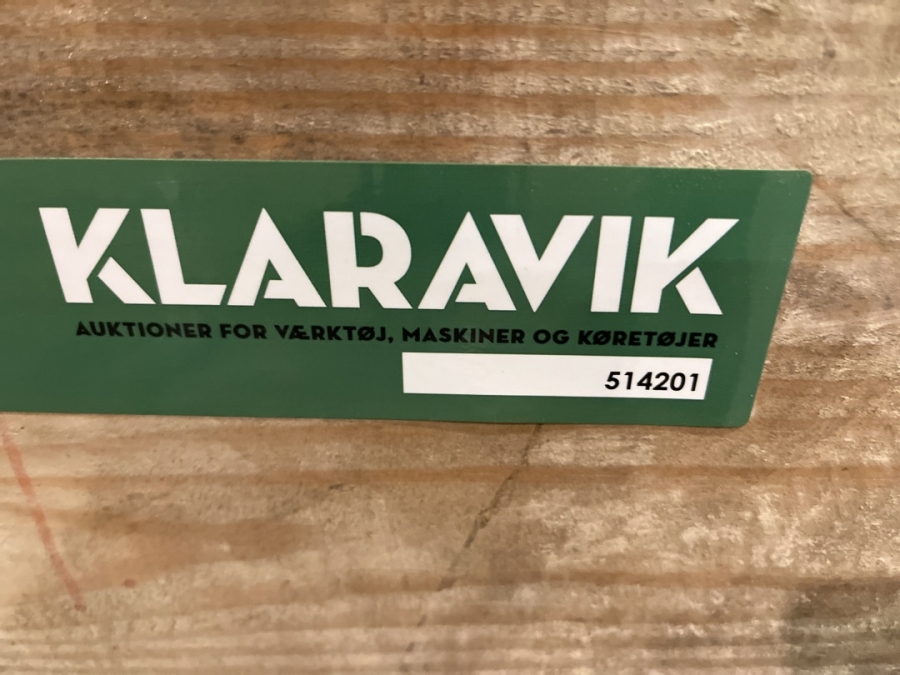 KLARAVIK
AUKTIONER FOR VÆRKTØJ, MASKINER OG KØRETØJER
514201